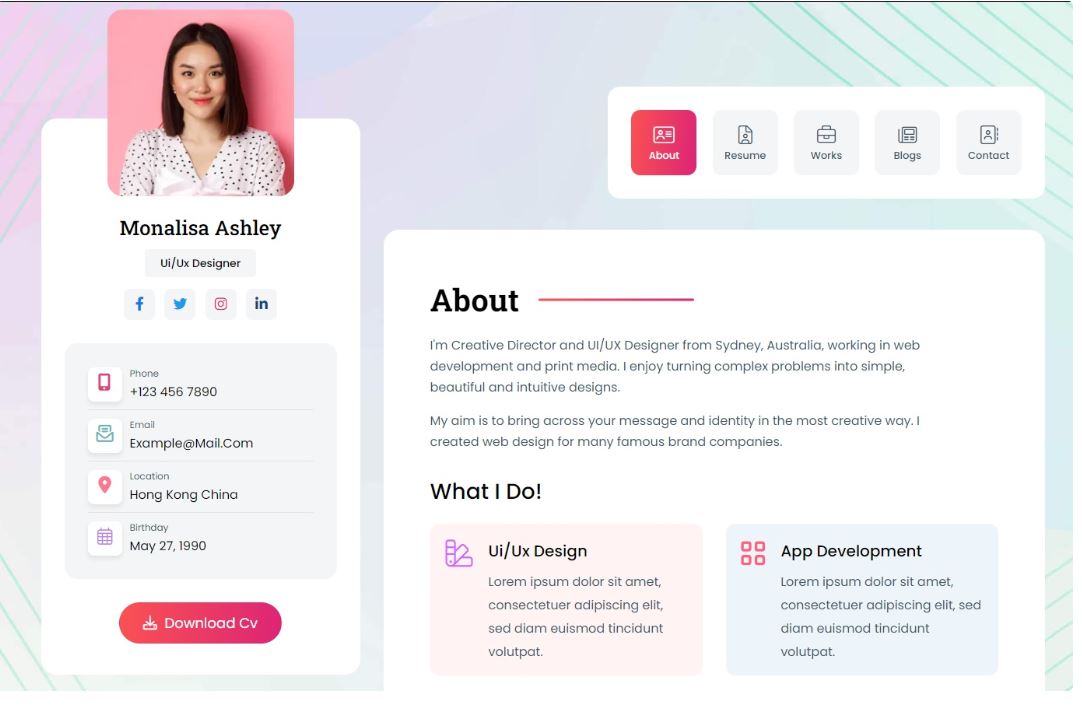 Monalisa Ashley
Ui/Ux Designer
Phone
+123 456 7890
Email
Example@Mail.Com
Location
Hong Kong China
Birthday
May 27, 1990
Download Cv
About
Resume
Works
Blogs
Contact
About
I'm Creative Director and UI/UX Designer from Sydney, Australia, working in web
development and print media. I enjoy turning complex problems into simple,
beautiful and intuitive designs.
My aim is to bring across your message and identity in the most creative way. I
created web design for many famous brand companies.
What I Do!
Ui/Ux Design
Lorem ipsum dolor sit amet,
consectetuer adipiscing elit,
sed diam euismod tincidunt
volutpat.
App Development
Lorem ipsum dolor sit amet,
consectetuer adipiscing elit, sed
diam euismod tincidunt
volutpat.